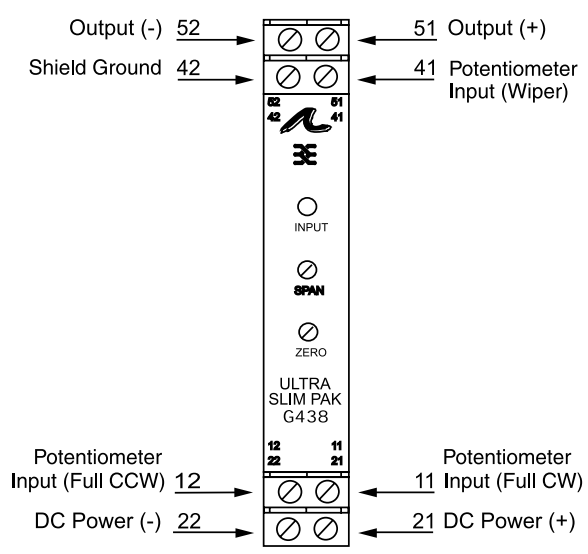 Output (-) 52
51 Output (+)
Shield Ground 42
41 Potentiometer
Input (Wiper)
52 51
42 41
INPUT
SPAN
ZERO
ULTRA
SLIM PAK
G438
12 11
22 21
Potentiometer
Input (Full CCW) 12
Potentiometer
11 Input (Full CW)
DC Power (-) 22
21 DC Power (+)